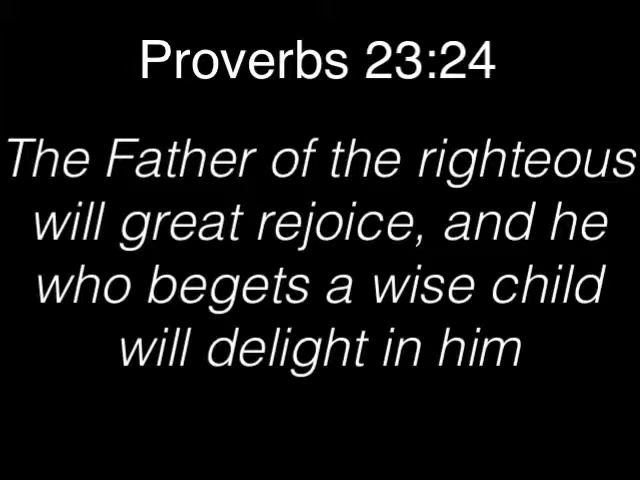 Proverbs 23:24
The Father of the righteous
will great rejoice, and he
who begets a wise child
will delight in him